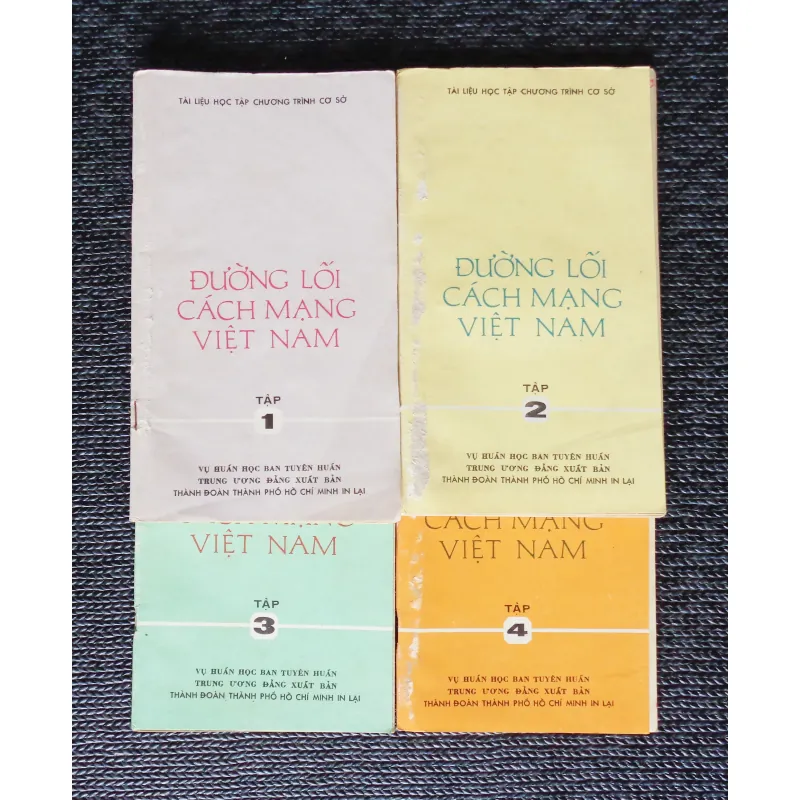 TÀI LIỆU HỌC TẬP CHƯƠNG TRÌNH CƠ SỞ
ĐƯỜNG LỐI
CÁCH MẠNG
VIỆT NAM
TẬP
1
VỤ HUẤN HỌC BAN TUYÊN HUẤN
TRUNG ƯƠNG ĐẢNG XUẤT BẢN
THÀNH ĐOÀN THÀNH PHỐ HỒ CHÍ MINH IN LẠI
TÀI LIỆU HỌC TẬP CHƯƠNG TRÌNH CƠ SỞ
ĐƯỜNG LỐI
CÁCH MẠNG
VIỆT NAM
TẬP
2
VỤ HUẤN HỌC BAN TUYÊN HUẤN
TRUNG ƯƠNG ĐẢNG XUẤT BẢN
THÀNH ĐOÀN THÀNH PHỐ HỒ CHÍ MINH IN LẠI
CÁCH MẠNG
VIỆT NAM
TẬP
3
VỤ HUẤN HỌC BAN TUYÊN HUẤN
TRUNG ƯƠNG ĐẢNG XUẤT BẢN
THÀNH ĐOÀN THÀNH PHỐ HỒ CHÍ MINH IN LẠI
CÁCH MẠNG
VIỆT NAM
TẬP
4
VỤ HUẤN HỌC BAN TUYÊN HUẤN
TRUNG ƯƠNG ĐẢNG XUẤT BẢN
THÀNH ĐOÀN THÀNH PHỐ HỒ CHÍ MINH IN LẠI